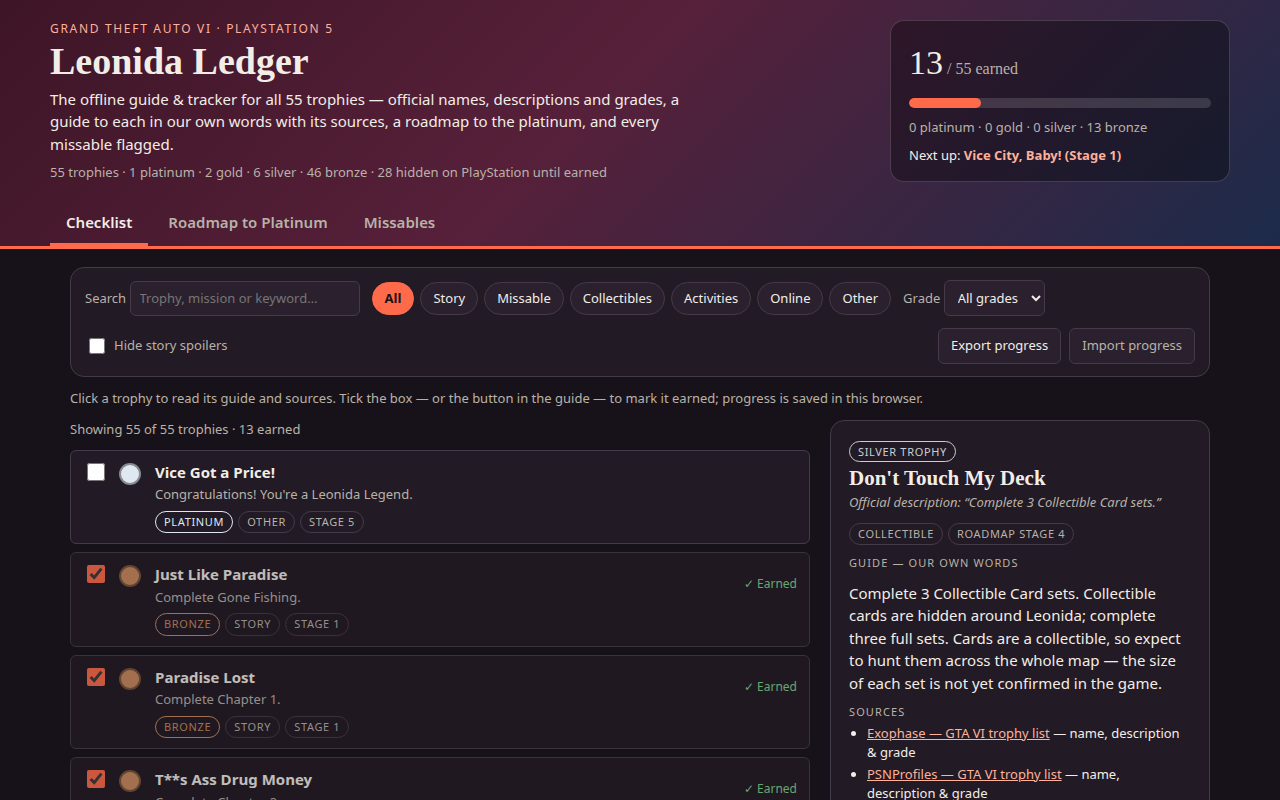 GRAND THEFT AUTO VI · PLAYSTATION 5
Leonida Ledger
The offline guide & tracker for all 55 trophies — official names, descriptions and grades, a
guide to each in our own words with its sources, a roadmap to the platinum, and every
missable flagged.
55 trophies · 1 platinum · 2 gold · 6 silver · 46 bronze · 28 hidden on PlayStation until earned
13 / 55 earned
0 platinum · 0 gold · 0 silver · 13 bronze
Next up: Vice City, Baby! (Stage 1)
Checklist Roadmap to Platinum Missables
Search Trophy, mission or keyword... All Story Missable Collectibles Activities Online Other Grade All grades
Hide story spoilers Export progress Import progress
Click a trophy to read its guide and sources. Tick the box — or the button in the guide — to mark it earned; progress is saved in this browser.
Showing 55 of 55 trophies · 13 earned
Vice Got a Price!
Congratulations! You're a Leonida Legend.
PLATINUM OTHER STAGE 5
Just Like Paradise
✓ Earned
Complete Gone Fishing.
BRONZE STORY STAGE 1
Paradise Lost
✓ Earned
Complete Chapter 1.
BRONZE STORY STAGE 1
T**s Ass Drug Money
✓ Earned
SILVER TROPHY
Don't Touch My Deck
Official description: “Complete 3 Collectible Card sets.”
COLLECTIBLE ROADMAP STAGE 4
GUIDE — OUR OWN WORDS
Complete 3 Collectible Card sets. Collectible
cards are hidden around Leonida; complete
three full sets. Cards are a collectible, so expect
to hunt them across the whole map — the size
of each set is not yet confirmed in the game.
SOURCES
Exophase — GTA VI trophy list — name, description
& grade
PSNProfiles — GTA VI trophy list — name,
description & grade